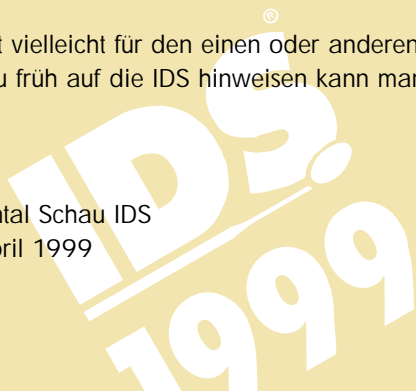 ®
t vielleicht für den einen oder anderen
u früh auf die IDS hinweisen kann man
ntal Schau IDS
pril 1999
IDS
1999